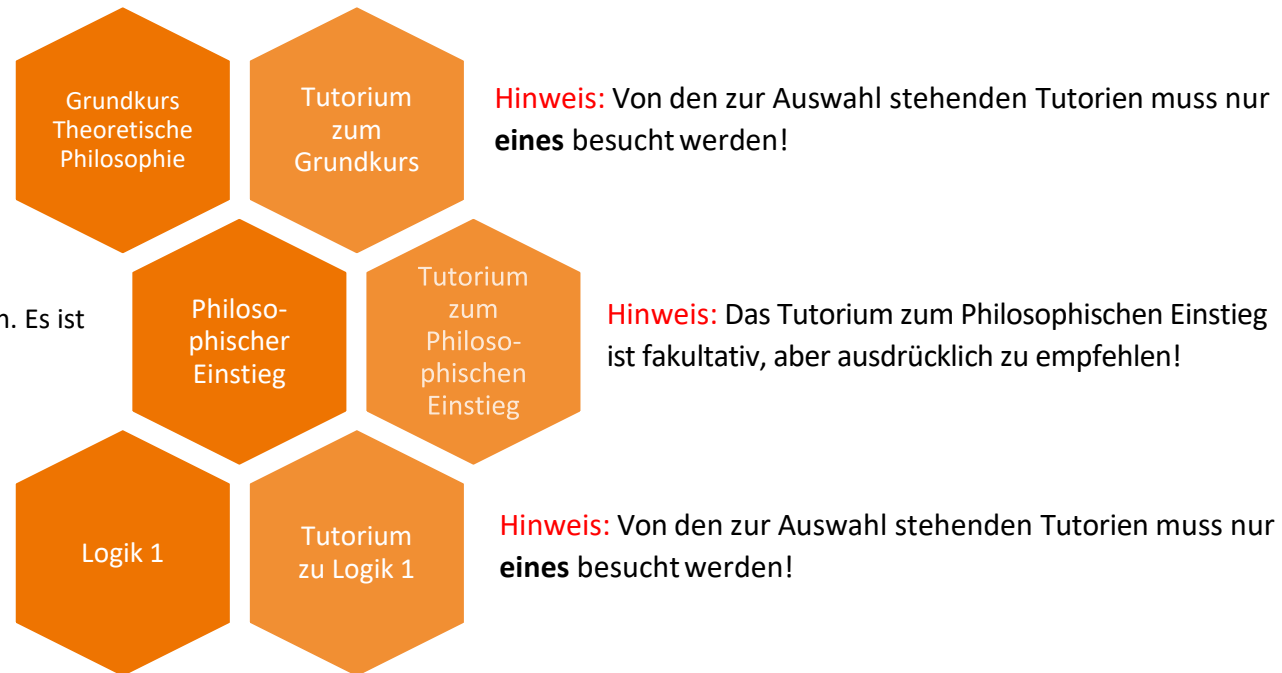 Grundkurs
Theoretische
Philosophie
Tutorium
zum
Grundkurs
Hinweis: Von den zur Auswahl stehenden Tutorien muss nur
eines besucht werden!
n. Es ist
Philoso-
phischer
Einstieg
Tutorium
zum
Philoso-
phischen
Einstieg
Hinweis: Das Tutorium zum Philosophischen Einstieg
ist fakultativ, aber ausdrücklich zu empfehlen!
Logik 1
Tutorium
zu Logik 1
Hinweis: Von den zur Auswahl stehenden Tutorien muss nur
eines besucht werden!